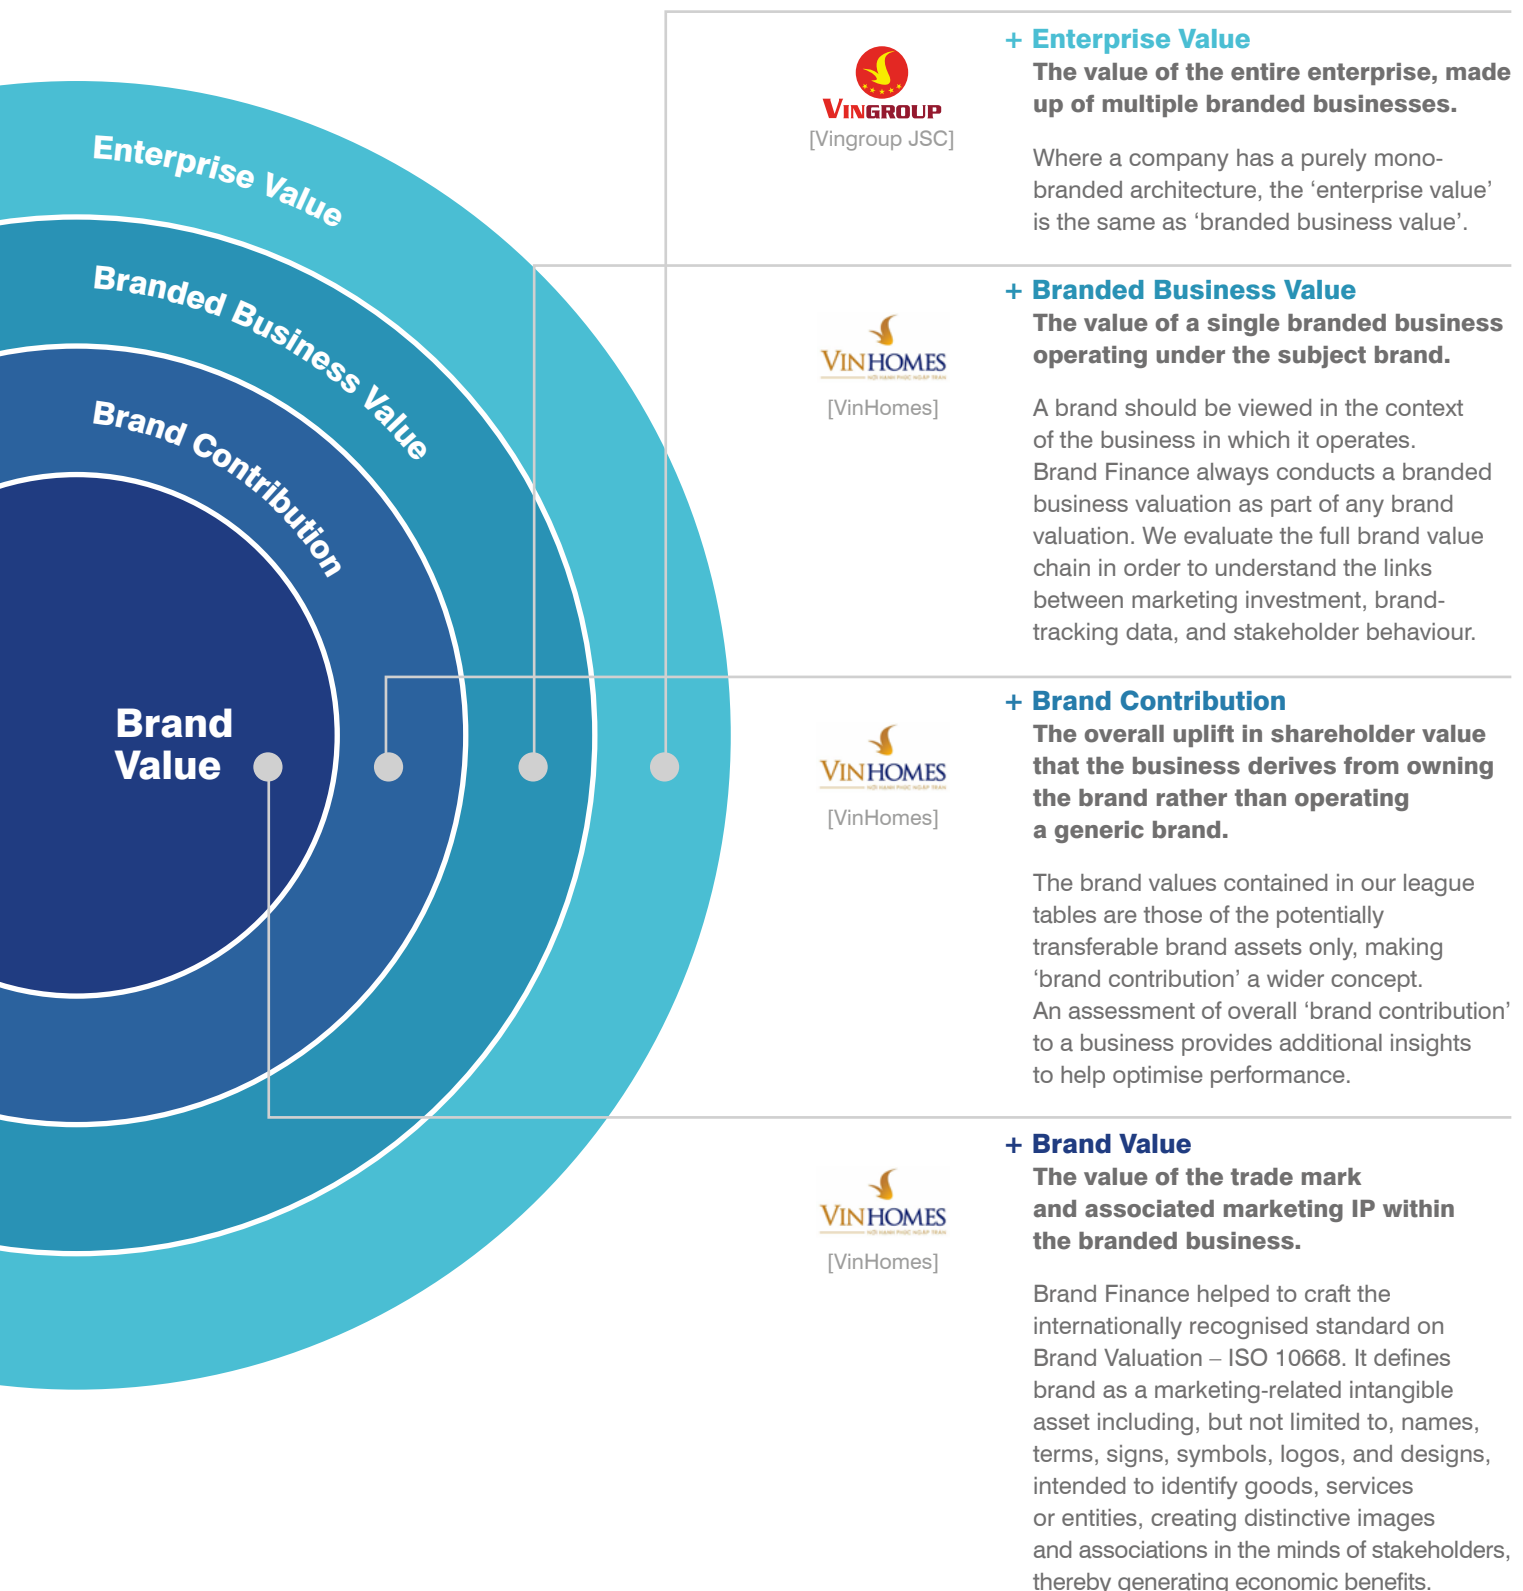 Enterprise Value
Branded Business Value
Brand Contribution
Brand
Value
VINGROUP
[Vingroup JSC]
+ Enterprise Value
The value of the entire enterprise, made
up of multiple branded businesses.
Where a company has a purely mono-
branded architecture, the ‘enterprise value’
is the same as ‘branded business value’.
VINHOMES
[VinHomes]
+ Branded Business Value
The value of a single branded business
operating under the subject brand.
A brand should be viewed in the context
of the business in which it operates.
Brand Finance always conducts a branded
business valuation as part of any brand
valuation. We evaluate the full brand value
chain in order to understand the links
between marketing investment, brand-
tracking data, and stakeholder behaviour.
VINHOMES
[VinHomes]
+ Brand Contribution
The overall uplift in shareholder value
that the business derives from owning
the brand rather than operating
a generic brand.
The brand values contained in our league
tables are those of the potentially
transferable brand assets only, making
‘brand contribution’ a wider concept.
An assessment of overall ‘brand contribution’
to a business provides additional insights
to help optimise performance.
VINHOMES
[VinHomes]
+ Brand Value
The value of the trade mark
and associated marketing IP within
the branded business.
Brand Finance helped to craft the
internationally recognised standard on
Brand Valuation – ISO 10668. It defines
brand as a marketing-related intangible
asset including, but not limited to, names,
terms, signs, symbols, logos, and designs,
intended to identify goods, services
or entities, creating distinctive images
and associations in the minds of stakeholders,
thereby generating economic benefits.